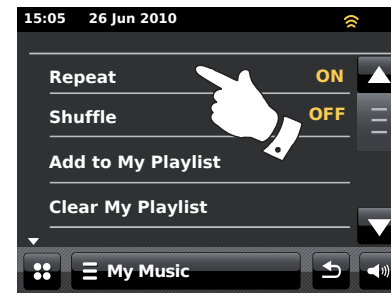 15:05 26 Jun 2010
Repeat ON
Shuffle OFF
Add to My Playlist
Clear My Playlist
My Music